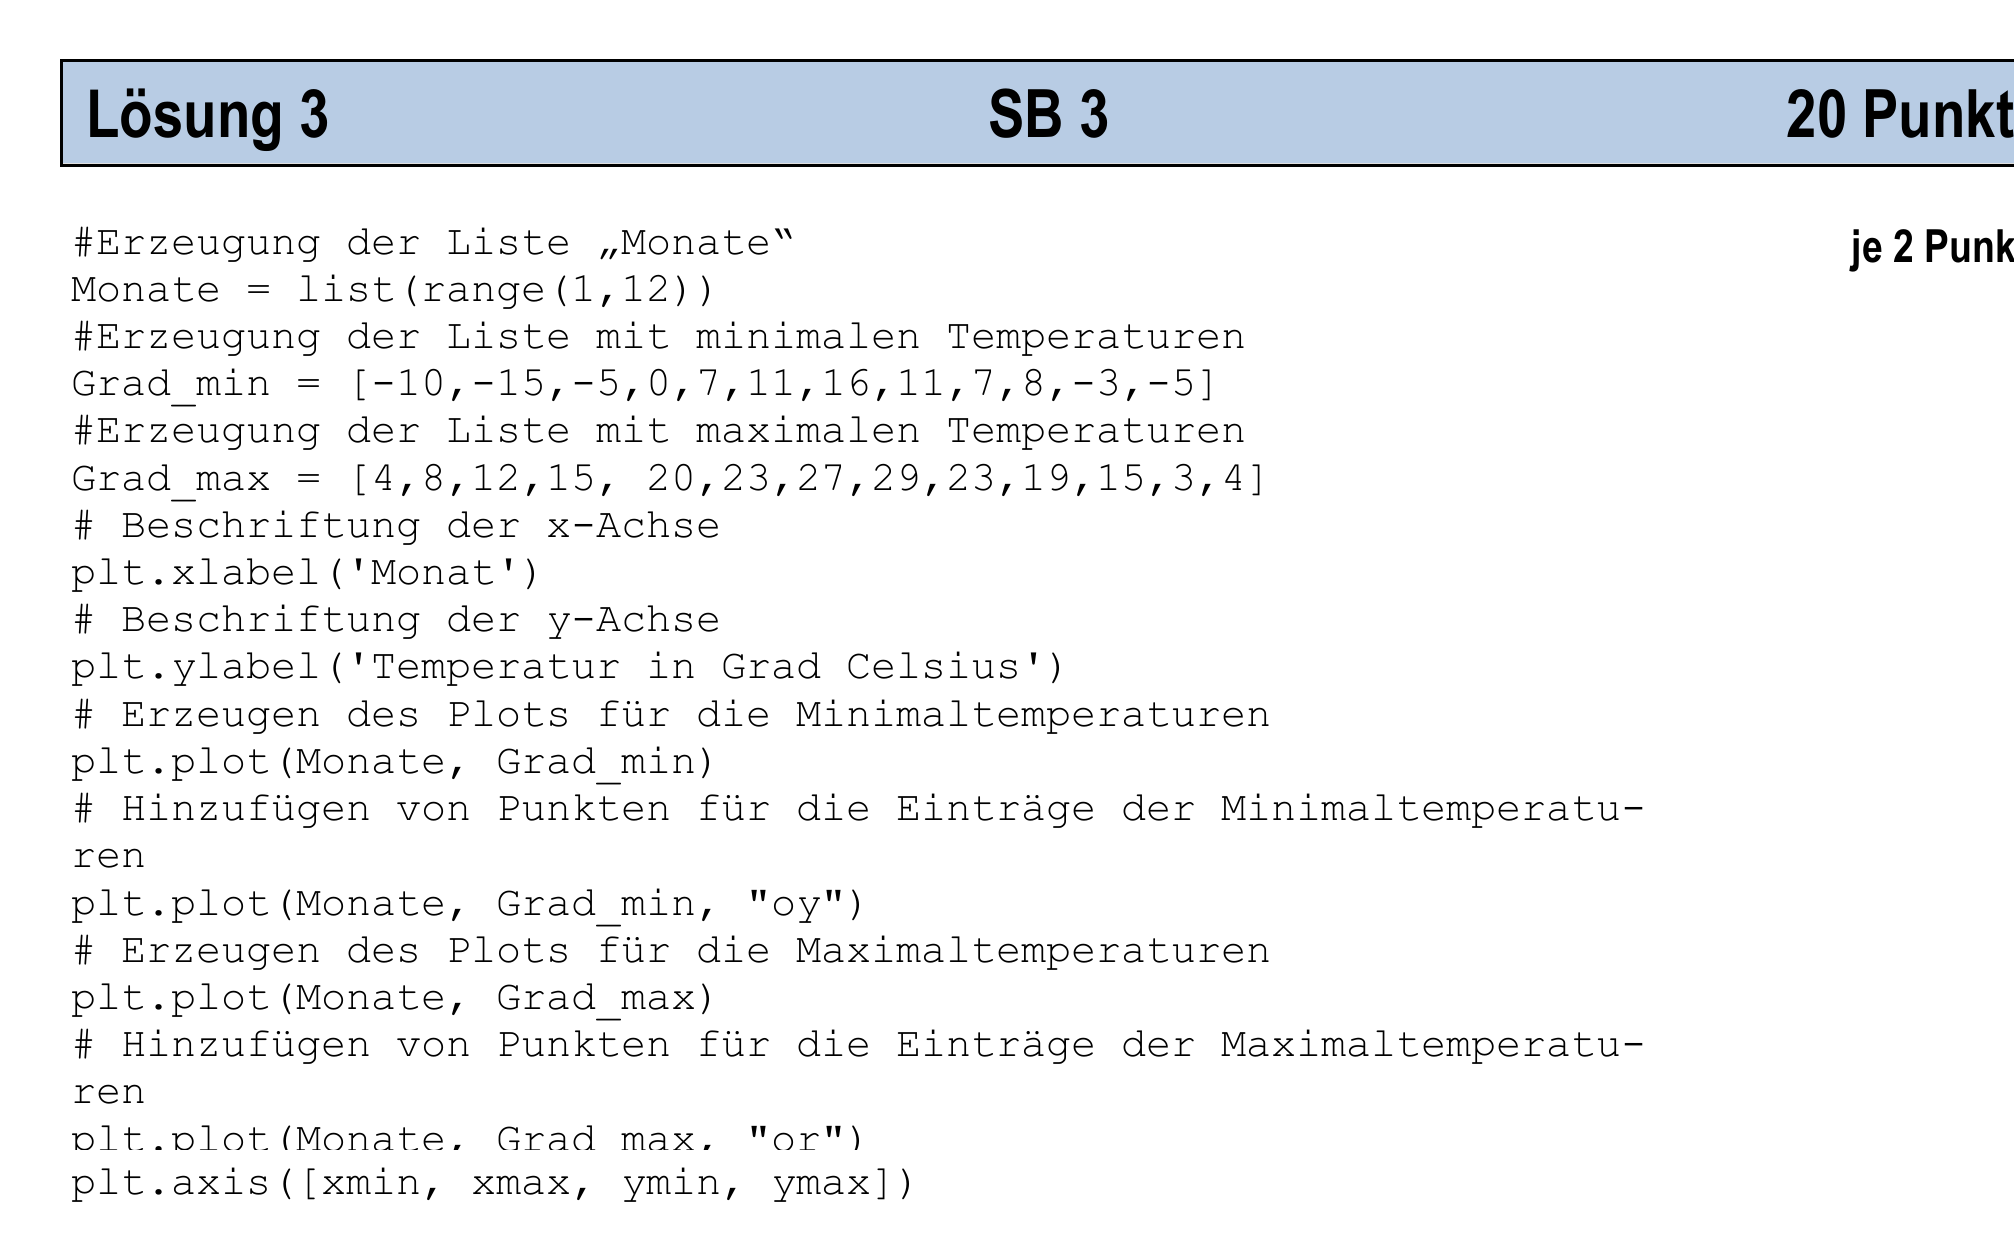 Lösung 3 SB 3 20 Punkt
#Erzeugung der Liste „Monate“ je 2 Punk
Monate = list(range(1,12))
#Erzeugung der Liste mit minimalen Temperaturen
Grad_min = [-10,-15,-5,0,7,11,16,11,7,8,-3,-5]
#Erzeugung der Liste mit maximalen Temperaturen
Grad_max = [4,8,12,15, 20,23,27,29,23,19,15,3,4]
# Beschriftung der x-Achse
plt.xlabel('Monat')
# Beschriftung der y-Achse
plt.ylabel('Temperatur in Grad Celsius')
# Erzeugen des Plots für die Minimaltemperaturen
plt.plot(Monate, Grad_min)
# Hinzufügen von Punkten für die Einträge der Minimaltemperatu-
ren
plt.plot(Monate, Grad_min, "oy")
# Erzeugen des Plots für die Maximaltemperaturen
plt.plot(Monate, Grad_max)
# Hinzufügen von Punkten für die Einträge der Maximaltemperatu-
ren
plt.plot(Monate, Grad max, "or")
plt.axis([xmin, xmax, ymin, ymax])